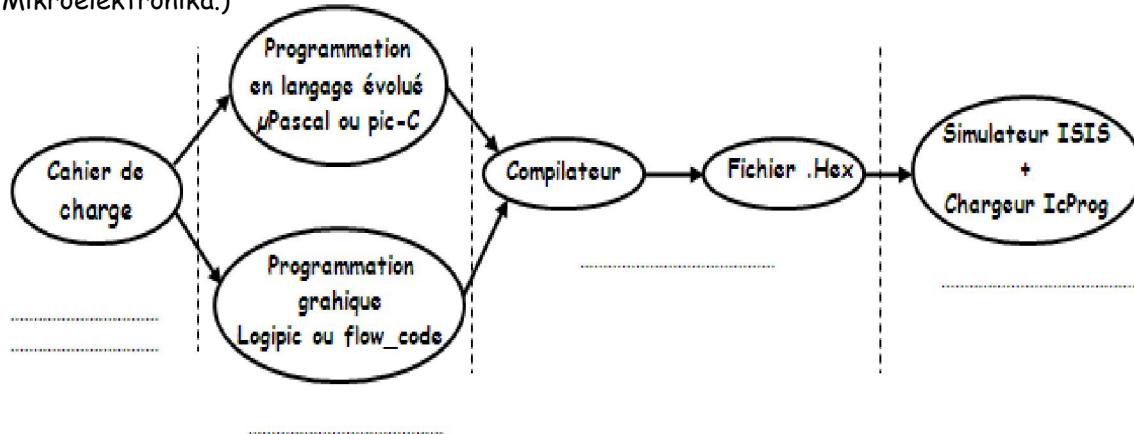 Mikroelektronika.)
Programmation
en langage évolué
µPascal ou pic-C
Cahier de
charge
Programmation
grahique
Logipic ou flow_code
Compilateur
Fichier .Hex
Simulateur ISIS
+
Chargeur IcProg